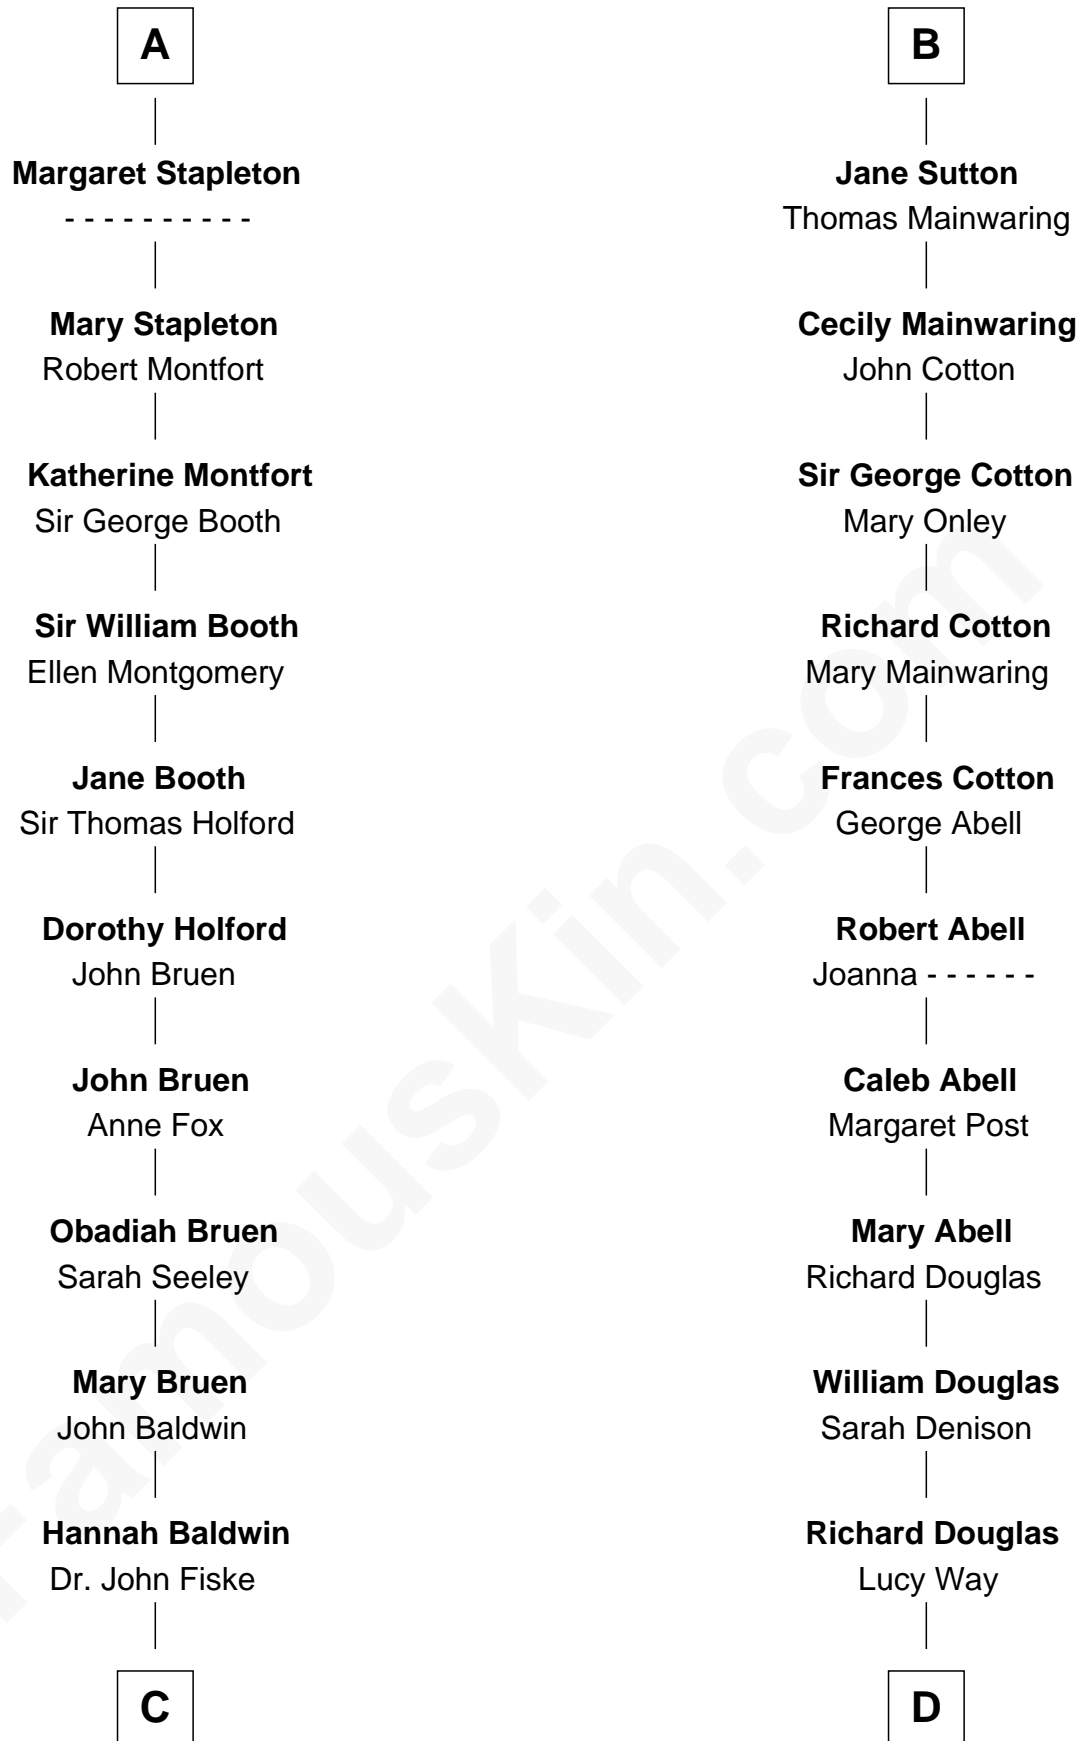 A
Margaret Stapleton
- - - - - - - - - -
Mary Stapleton
Robert Montfort
Katherine Montfort
Sir George Booth
Sir William Booth
Ellen Montgomery
Jane Booth
Sir Thomas Holford
Dorothy Holford
John Bruen
John Bruen
Anne Fox
Obadiah Bruen
Sarah Seeley
Mary Bruen
John Baldwin
Hannah Baldwin
Dr. John Fiske
C
B
Jane Sutton
Thomas Mainwaring
Cecily Mainwaring
John Cotton
Sir George Cotton
Mary Onley
Richard Cotton
Mary Mainwaring
Frances Cotton
George Abell
Robert Abell
Joanna - - - - - -
Caleb Abell
Margaret Post
Mary Abell
Richard Douglas
William Douglas
Sarah Denison
Richard Douglas
Lucy Way
D
FamousKin.com